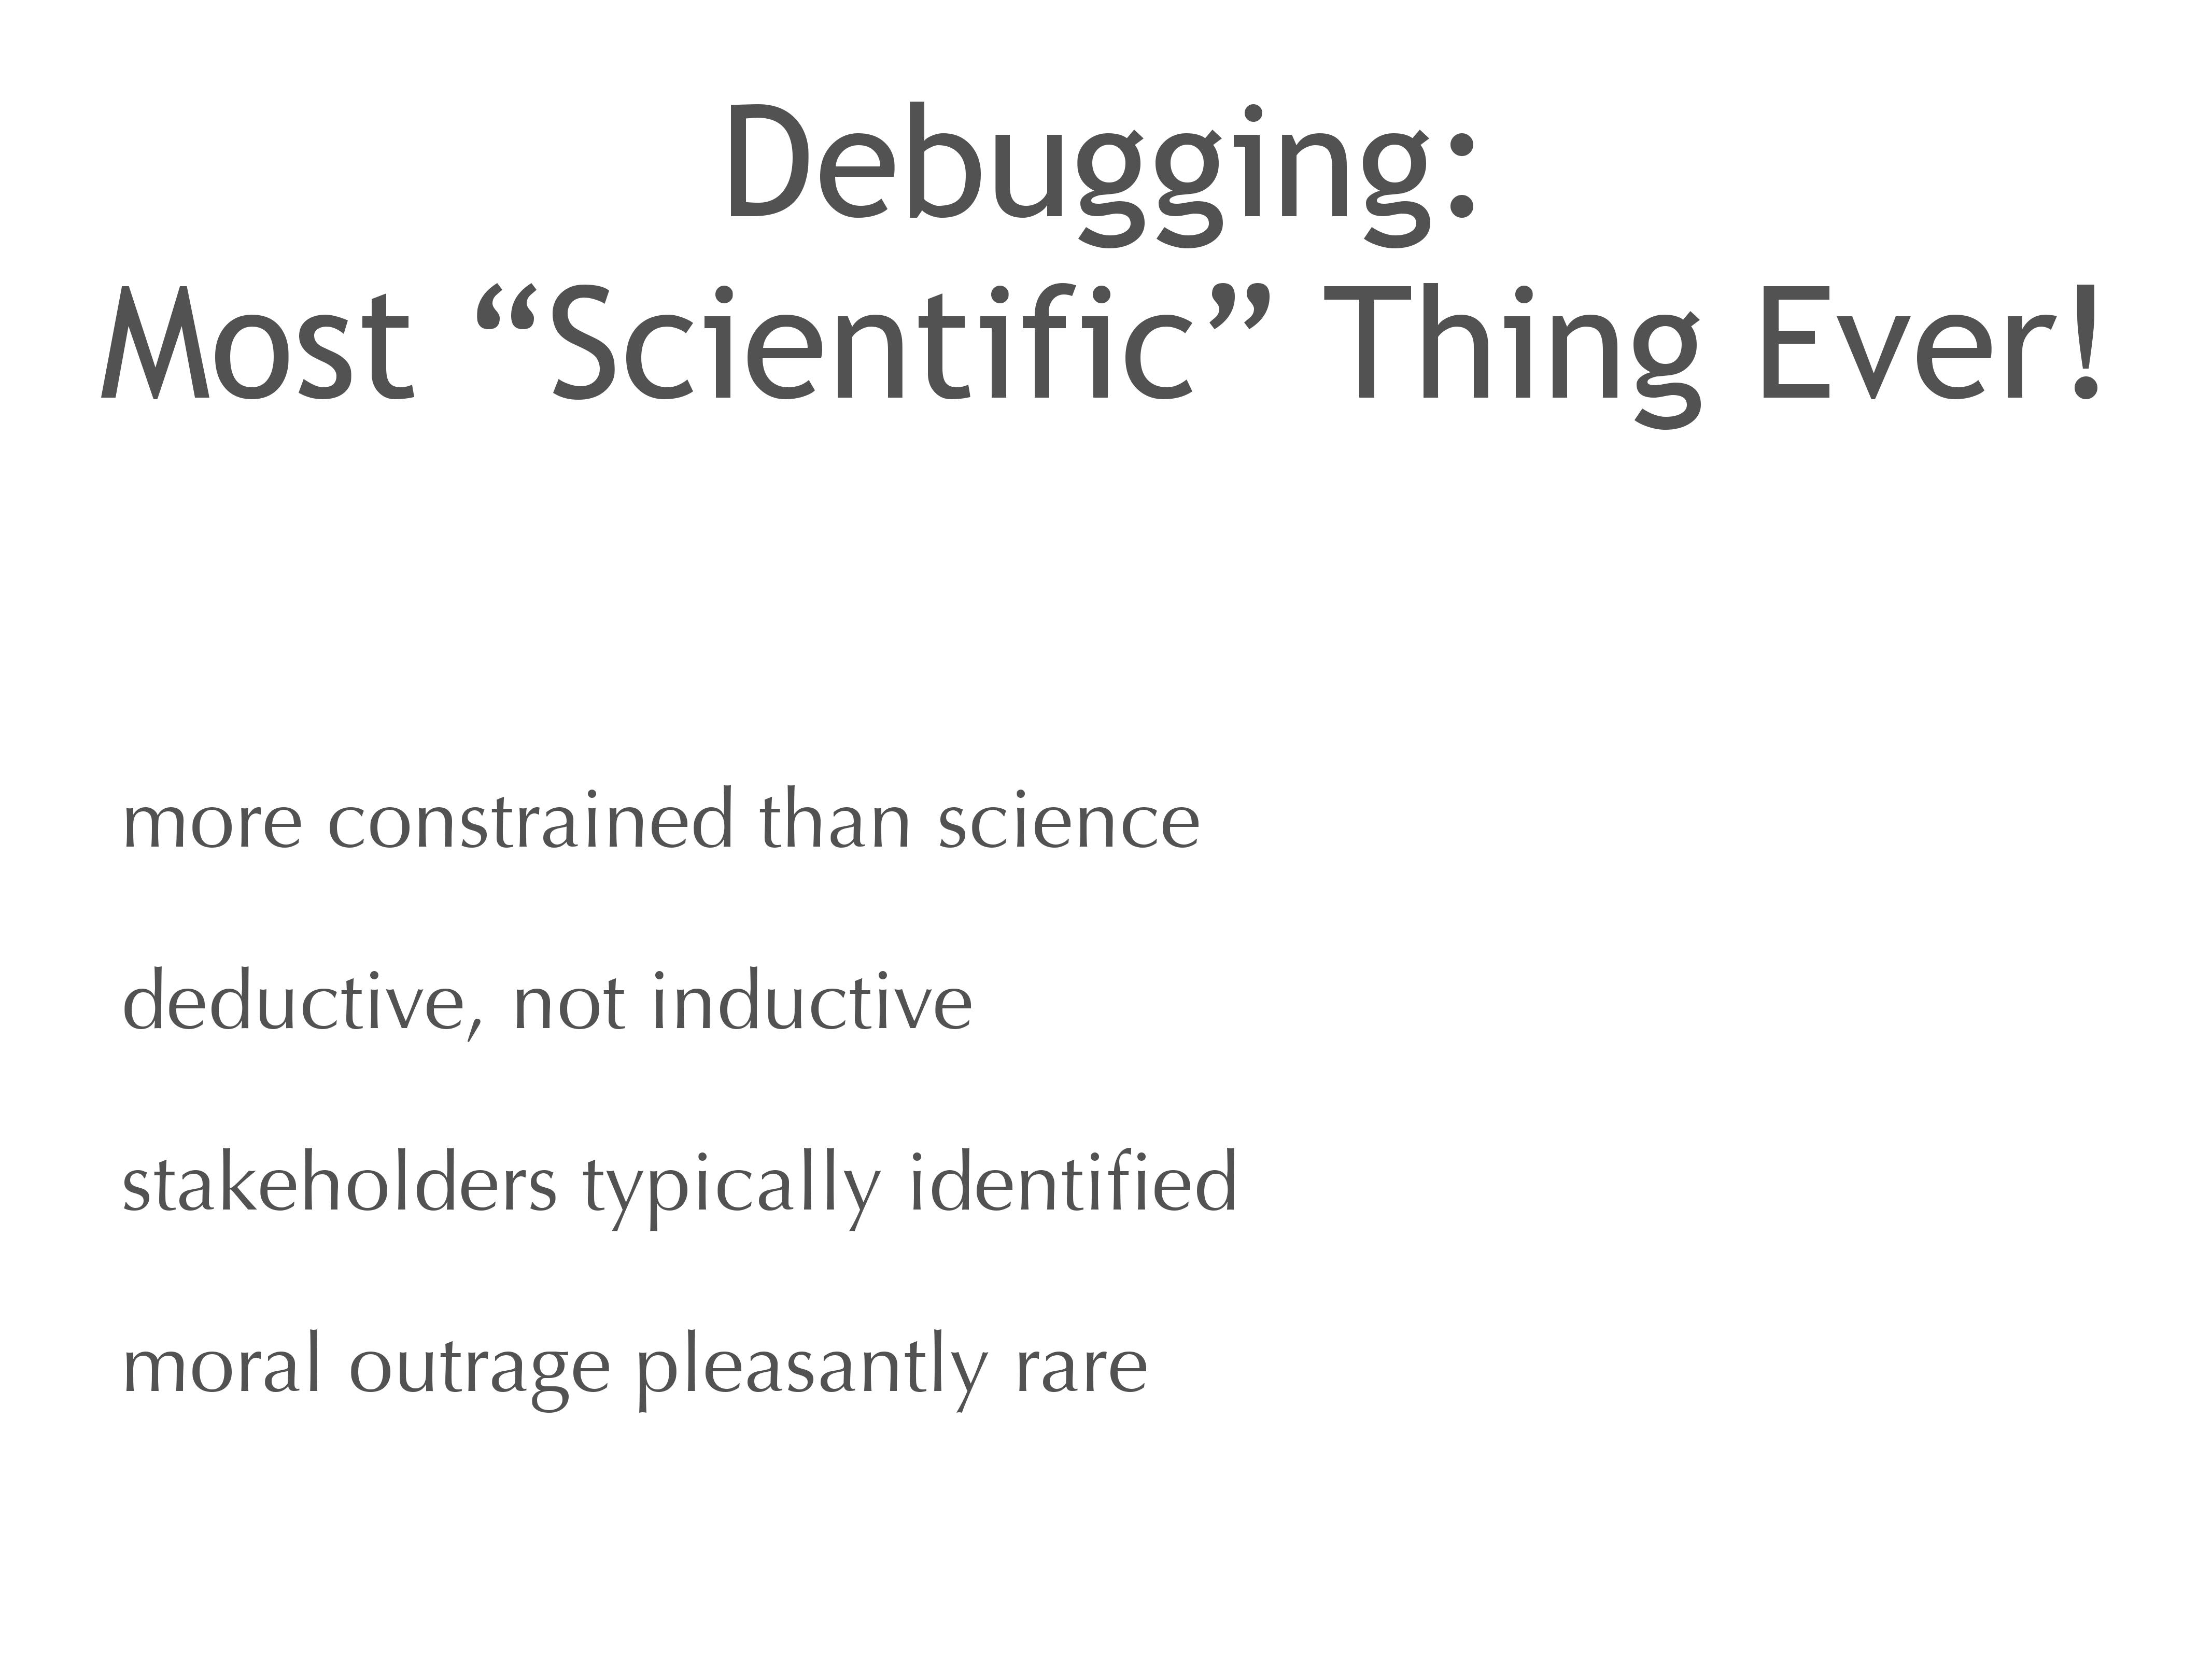 Debugging:
Most “Scientific” Thing Ever!
more constrained than science
deductive, not inductive
stakeholders typically identified
moral outrage pleasantly rare